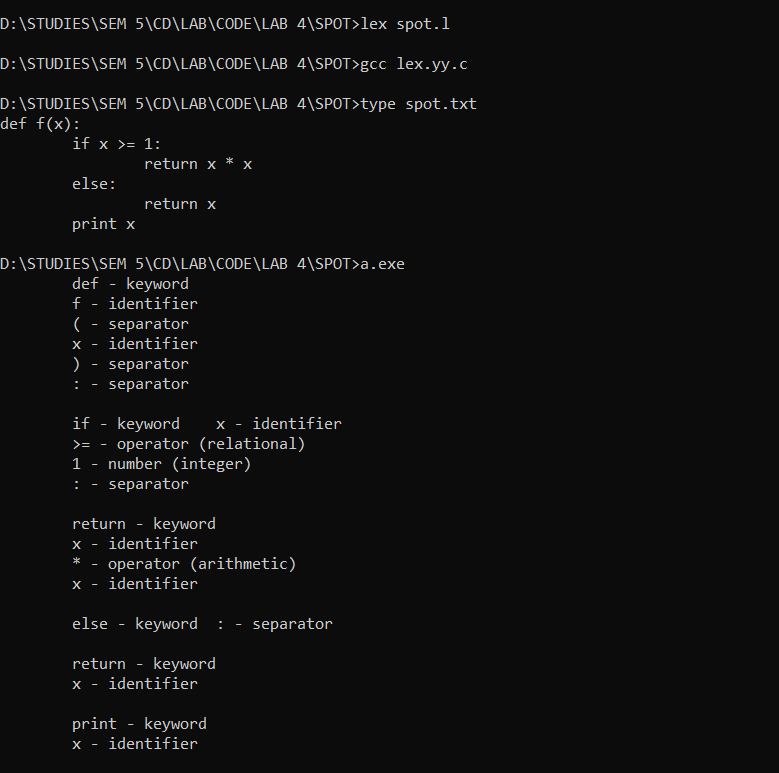 D:\STUDIES\SEM 5\CD\LAB\CODE\LAB 4\SPOT>lex spot.l
D:\STUDIES\SEM 5\CD\LAB\CODE\LAB 4\SPOT>gcc lex.yy.c
D:\STUDIES\SEM 5\CD\LAB\CODE\LAB 4\SPOT>type spot.txt
def f(x):
        if x >= 1:
                return x * x
        else:
                return x
        print x
D:\STUDIES\SEM 5\CD\LAB\CODE\LAB 4\SPOT>a.exe
        def - keyword
        f - identifier
        ( - separator
        x - identifier
        ) - separator
        : - separator
        if - keyword    x - identifier
        >= - operator (relational)
        1 - number (integer)
        : - separator
        return - keyword
        x - identifier
        * - operator (arithmetic)
        x - identifier
        else - keyword  : - separator
        return - keyword
        x - identifier
        print - keyword
        x - identifier